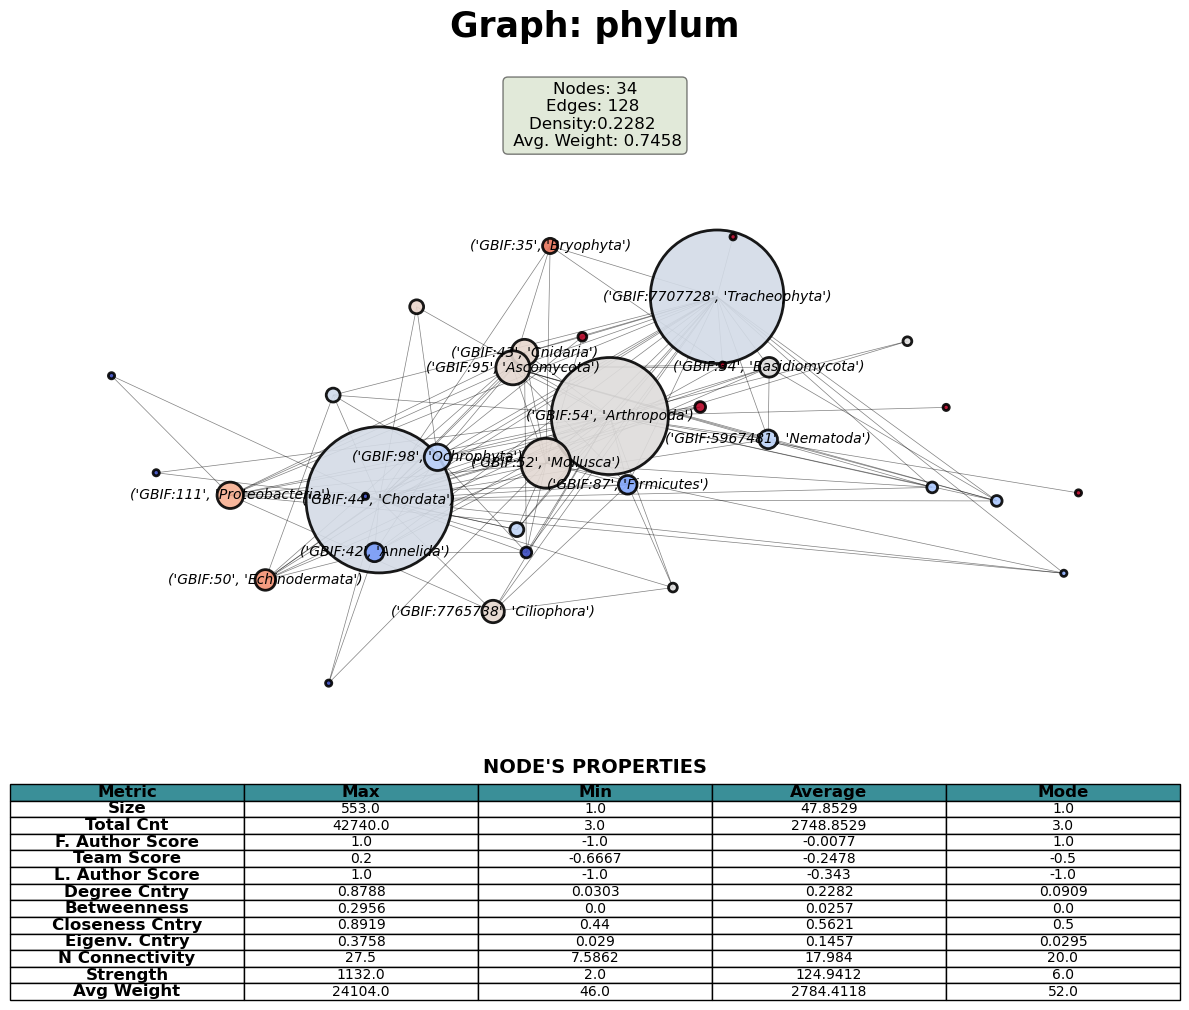 Graph: phylum
Nodes: 34
Edges: 128
Density:0.2282
Avg. Weight: 0.7458
('GBIF:35', 'Bryophyta')
('GBIF:7707728', 'Tracheophyta')
('GBIF:43', 'Cnidaria')
('GBIF:95', 'Ascomycota')
('GBIF:34', 'Basidiomycota')
('GBIF:54', 'Arthropoda')
('GBIF:5967481', 'Nematoda')
('GBIF:98', 'Ochrophyta')
('GBIF:52', 'Mollusca')
('GBIF:87', 'Firmicutes')
('GBIF:111', 'Proteobacteria')
('GBIF:44', 'Chordata')
('GBIF:42', 'Annelida')
('GBIF:50', 'Echinodermata')
('GBIF:7765738', 'Ciliophora')
NODE'S PROPERTIES
Metric Max Min Average Mode
Size 553.0 1.0 47.8529 1.0
Total Cnt 42740.0 3.0 2748.8529 3.0
F. Author Score 1.0 -1.0 -0.0077 1.0
Team Score 0.2 -0.6667 -0.2478 -0.5
L. Author Score 1.0 -1.0 -0.343 -1.0
Degree Cntry 0.8788 0.0303 0.2282 0.0909
Betweenness 0.2956 0.0 0.0257 0.0
Closeness Cntry 0.8919 0.44 0.5621 0.5
Eigenv. Cntry 0.3758 0.029 0.1457 0.0295
N Connectivity 27.5 7.5862 17.984 20.0
Strength 1132.0 2.0 124.9412 6.0
Avg Weight 24104.0 46.0 2784.4118 52.0